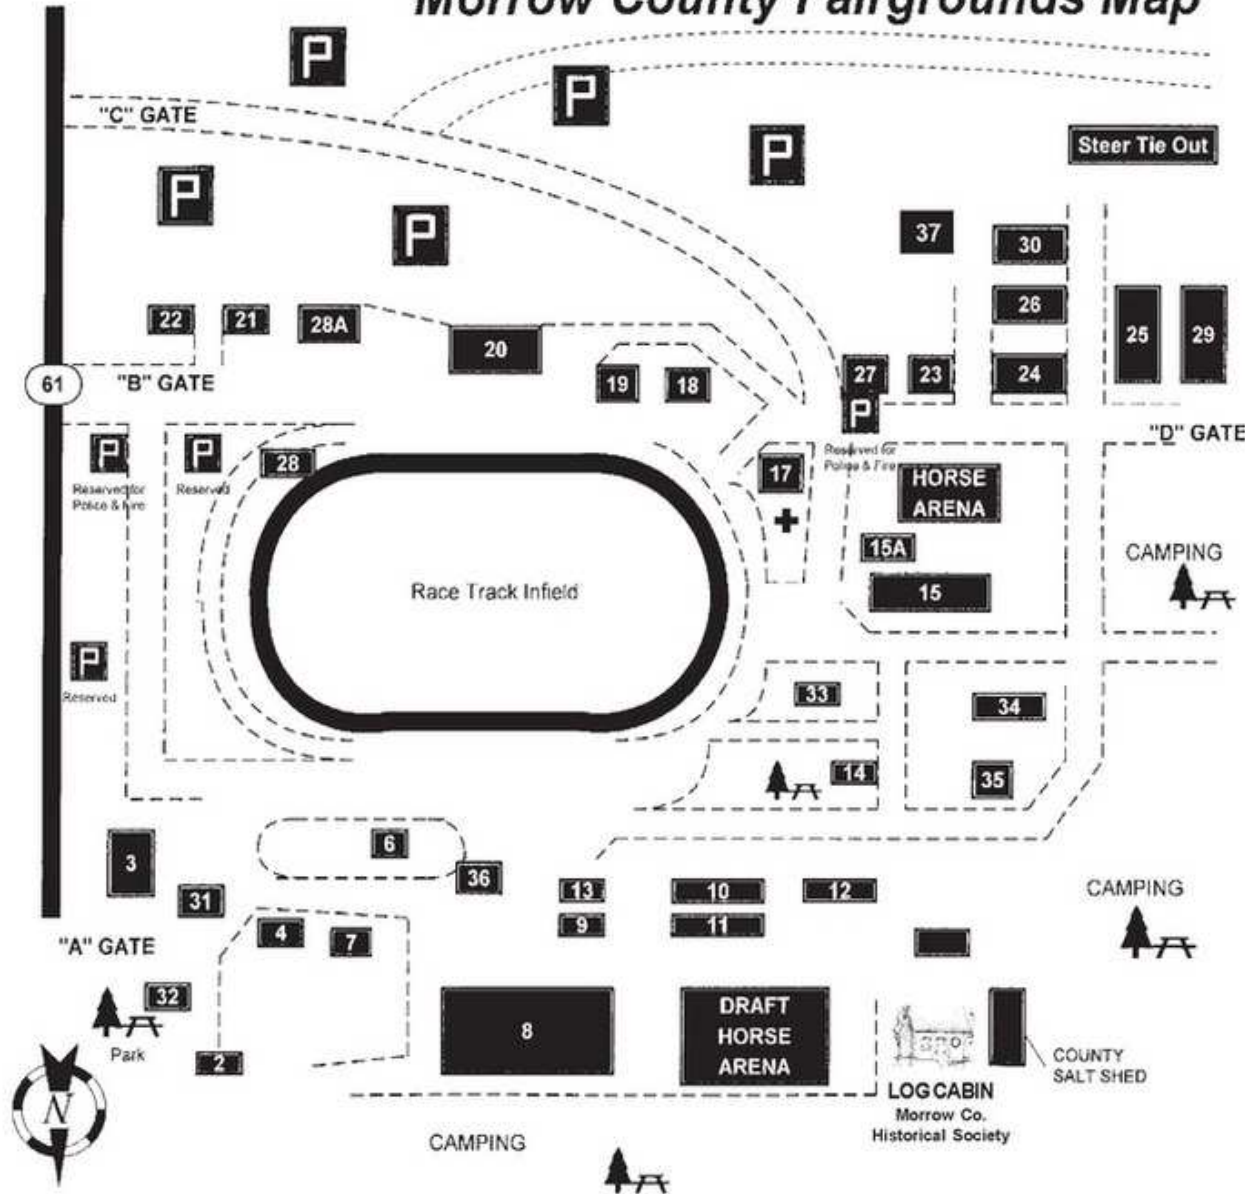 Morrow County Fairgrounds Map
P
P
"C" GATE
P
Steer Tie Out
P
P
37
30
22
21
28A
26
25
29
20
61
"B" GATE
19
18
27
23
24
P
"D" GATE
P
P
28
17
Reserved for
Police & Fire
HORSE
ARENA
Reserved for
Police & Fire
Reserved
15A
CAMPING
Race Track Infield
15
P
Reserved
33
34
14
35
3
6
36
31
13
10
12
CAMPING
9
11
4
7
"A" GATE
32
Park
8
DRAFT
HORSE
ARENA
2
COUNTY
SALT SHED
LOG CABIN
Morrow Co.
Historical Society
N
CAMPING